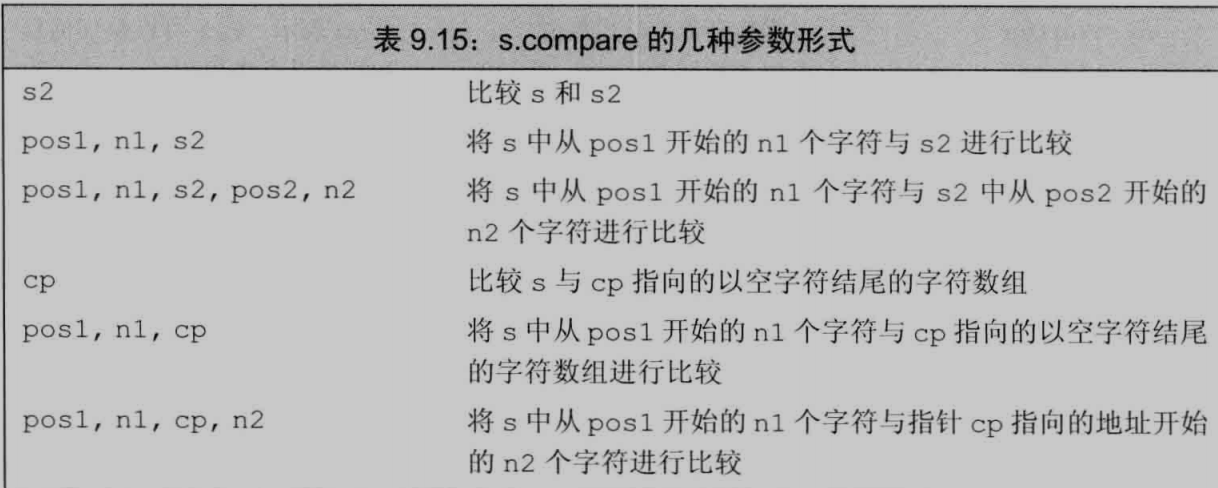 表 9.15：s.compare 的几种参数形式
s2 比较 s 和 s2
pos1, n1, s2 将 s 中从 pos1 开始的 n1 个字符与 s2 进行比较
pos1, n1, s2, pos2, n2 将 s 中从 pos1 开始的 n1 个字符与 s2 中从 pos2 开始的
n2 个字符进行比较
cp 比较 s 与 cp 指向的以空字符结尾的字符数组
pos1, n1, cp 将 s 中从 pos1 开始的 n1 个字符与 cp 指向的以空字符结尾
的字符数组进行比较
pos1, n1, cp, n2 将 s 中从 pos1 开始的 n1 个字符与指针 cp 指向的地址开始
的 n2 个字符进行比较